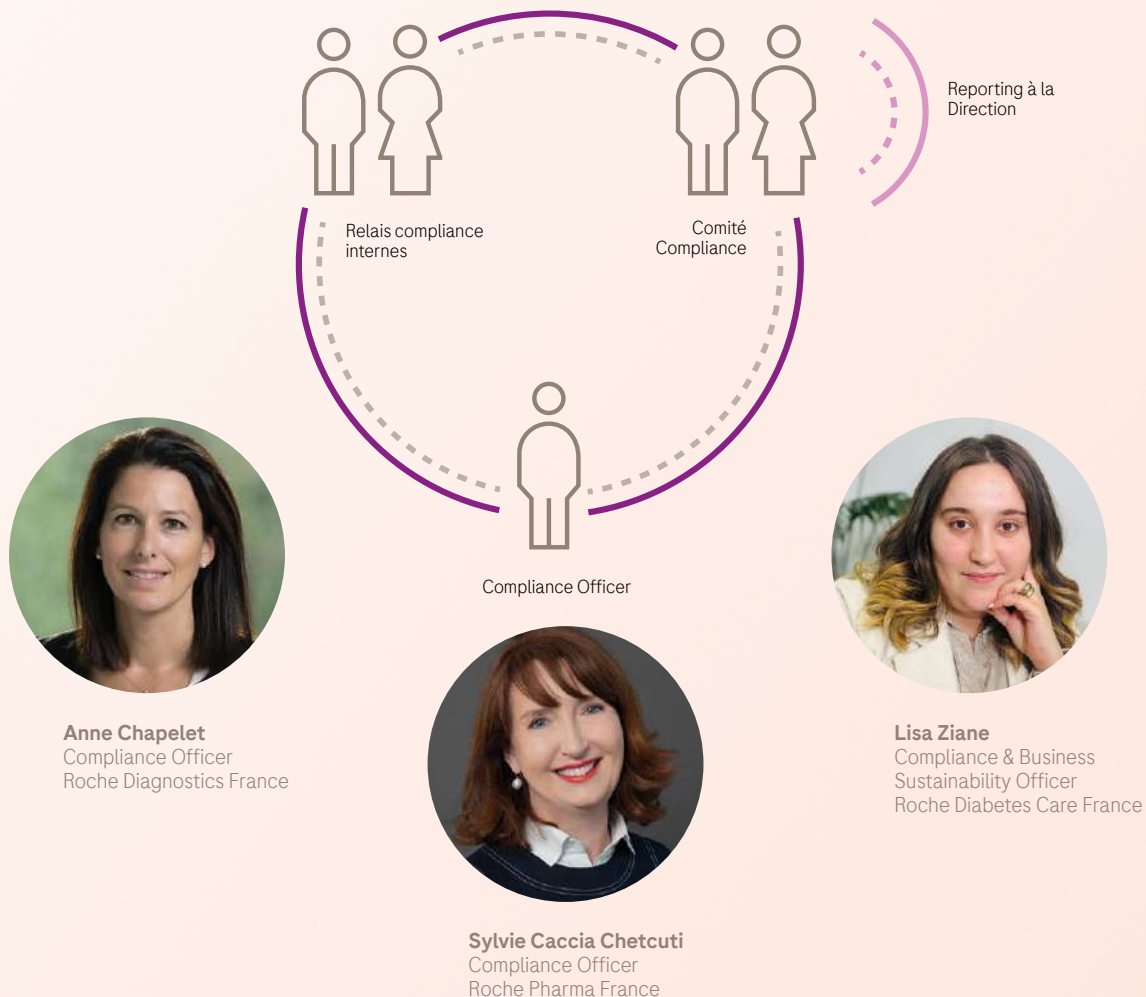 Reporting à la
Direction
Relais compliance
internes
Comité
Compliance
Compliance Officer
Anne Chapelet
Compliance Officer
Roche Diagnostics France
Lisa Ziane
Compliance & Business
Sustainability Officer
Roche Diabetes Care France
Sylvie Caccia Chetcuti
Compliance Officer
Roche Pharma France